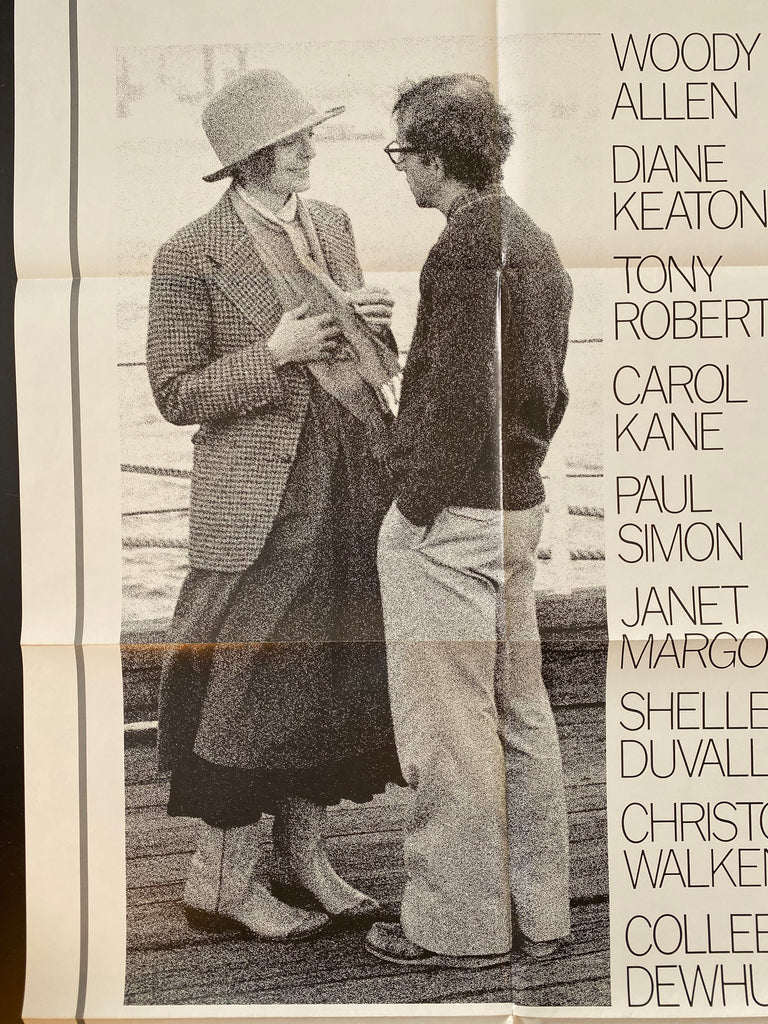 WOODY
ALLEN
DIANE
KEATON
TONY
ROBERT
CAROL
KANE
PAUL
SIMON
JANET
MARGO
SHELLE
DUVALL
CHRISTO
WALKEN
COLLEE
DEWHU